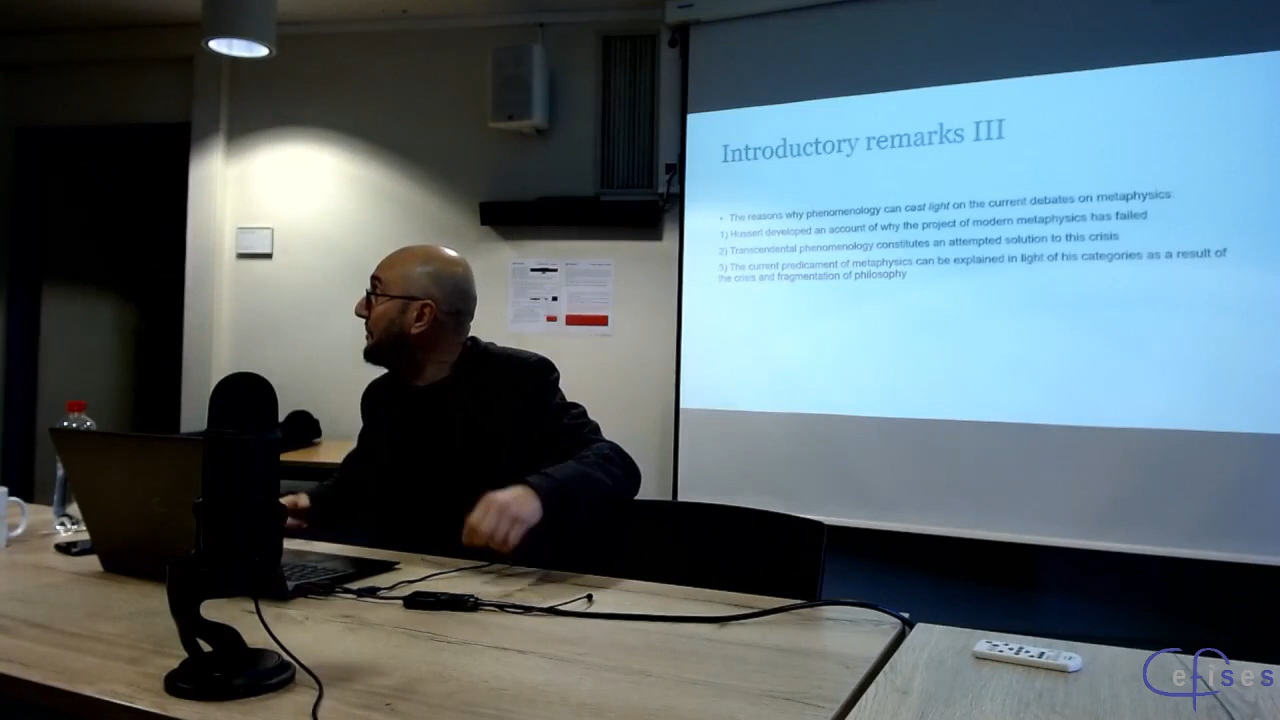 Introductory remarks III
• The reasons why phenomenology can cast light on the current debates on metaphysics:
1) Husserl developed an account of why the project of modern metaphysics has failed
2) Transcendental phenomenology constitutes an attempted solution to this crisis
3) The current predicament of metaphysics can be explained in light of his categories as a result of
the crisis and fragmentation of philosophy
Cefises